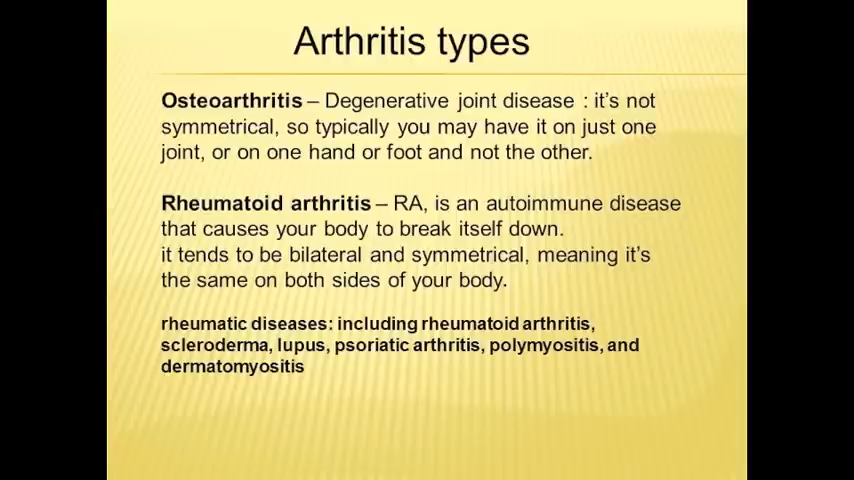 Arthritis types
Osteoarthritis – Degenerative joint disease : it's not
symmetrical, so typically you may have it on just one
joint, or on one hand or foot and not the other.
Rheumatoid arthritis – RA, is an autoimmune disease
that causes your body to break itself down.
it tends to be bilateral and symmetrical, meaning it's
the same on both sides of your body.
rheumatic diseases: including rheumatoid arthritis,
scleroderma, lupus, psoriatic arthritis, polymyositis, and
dermatomyositis